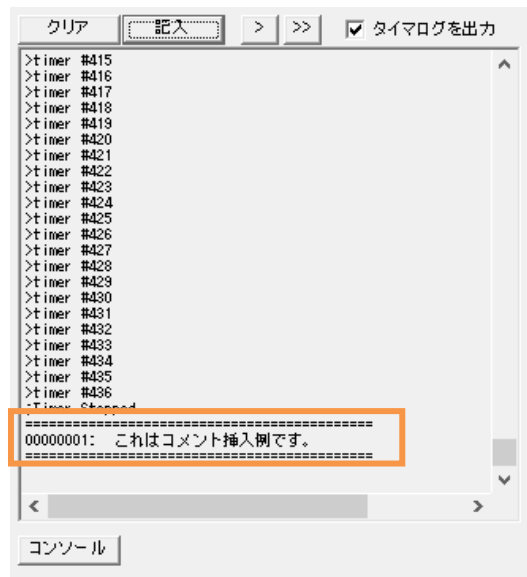 クリア 記入 > >> タイマログを出力
>timer #415
>timer #416
>timer #417
>timer #418
>timer #419
>timer #420
>timer #421
>timer #422
>timer #423
>timer #424
>timer #425
>timer #426
>timer #427
>timer #428
>timer #429
>timer #430
>timer #431
>timer #432
>timer #433
>timer #434
>timer #435
>timer #436
Timer Stopped
============================================
00000001: これはコメント挿入例です。
============================================
コンソール